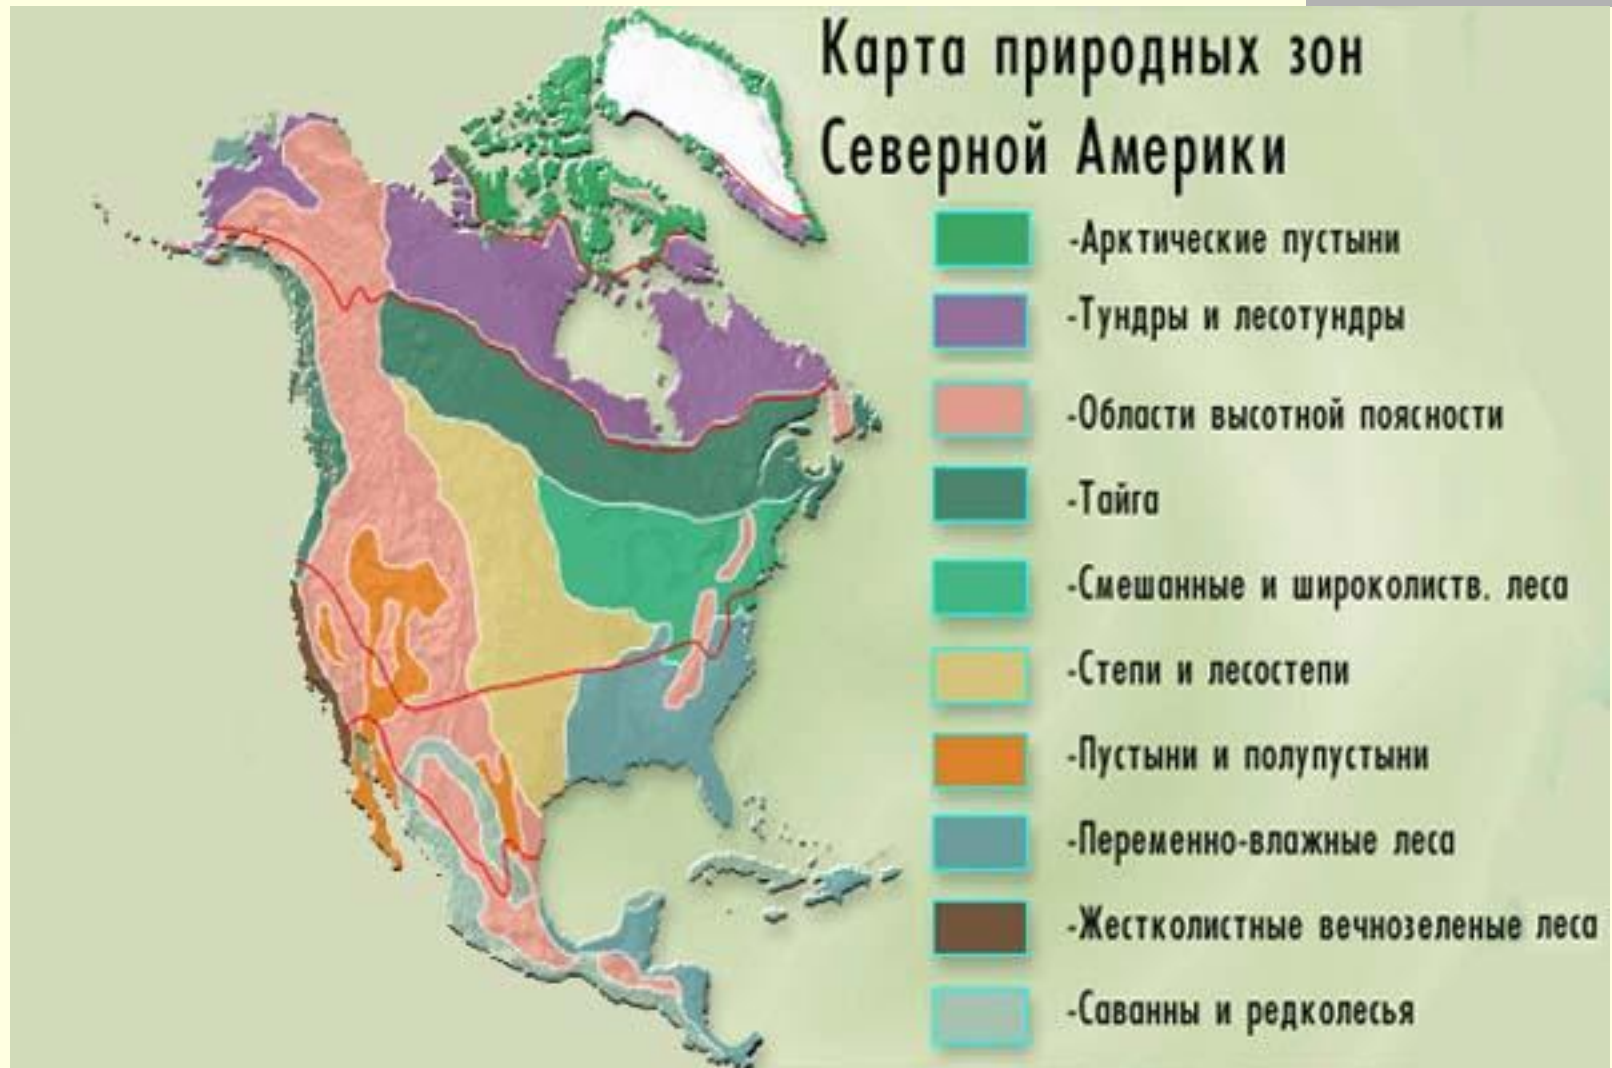 Карта природных зон
Северной Америки
-Арктические пустыни
-Тундры и лесотундры
-Области высотной поясности
-Тайга
-Смешанные и широколиств. леса
-Степи и лесостепи
-Пустыни и полупустыни
-Переменно-влажные леса
-Жестколистные вечнозеленые леса
-Саванны и редколесья